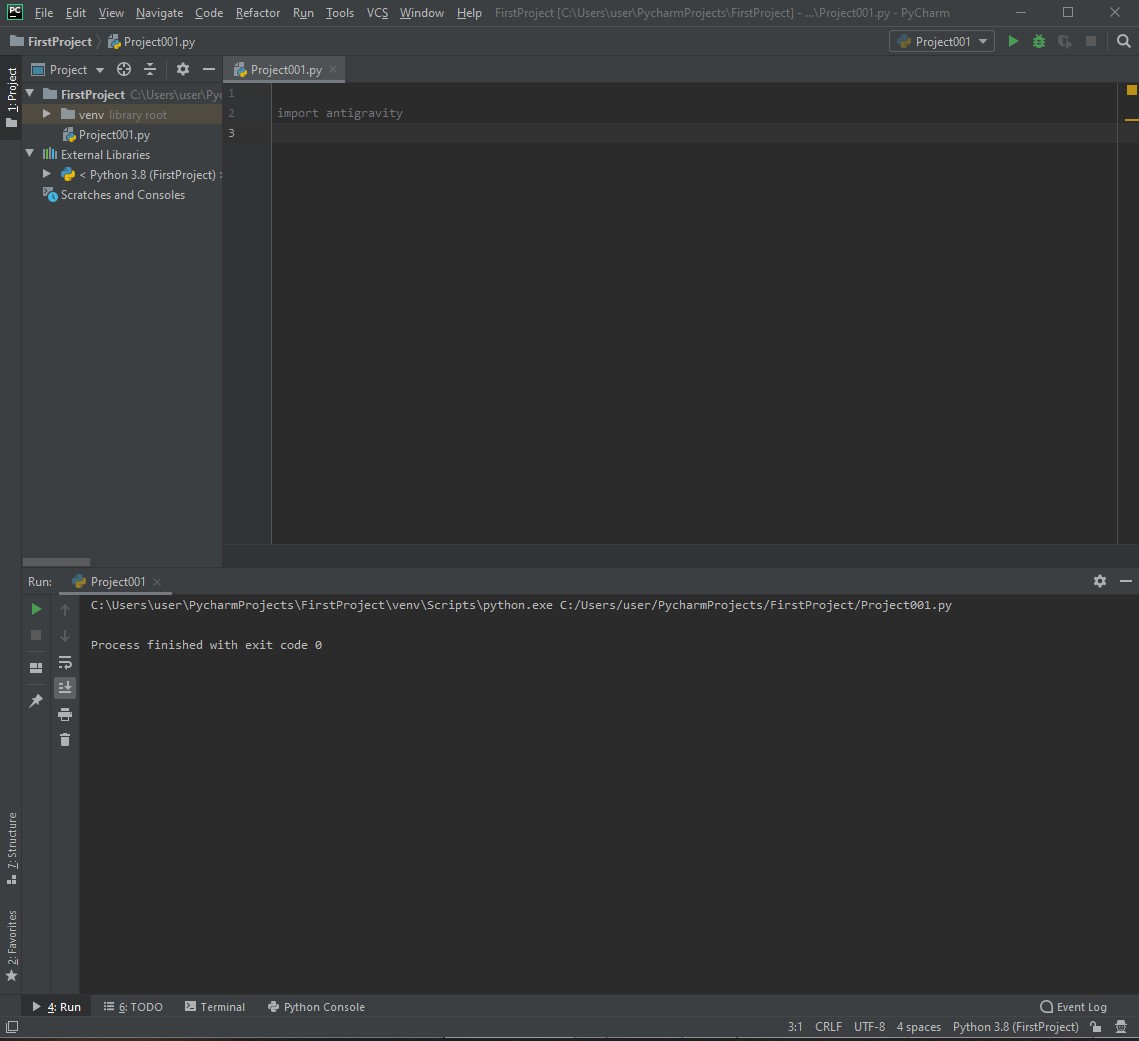 PC File Edit View Navigate Code Refactor Run Tools VCS Window Help FirstProject [C:\Users\user\PycharmProjects\FirstProject] - ...\Project001.py - PyCharm
FirstProject Project001.py Project001
1: Project
Project
Project001.py
FirstProject C:\Users\user\Pyc
venv library root
Project001.py
External Libraries
< Python 3.8 (FirstProject) >
Scratches and Consoles
1
2 import antigravity
3
Run: Project001
C:\Users\user\PycharmProjects\FirstProject\venv\Scripts\python.exe C:/Users/user/PycharmProjects/FirstProject/Project001.py
Process finished with exit code 0
7: Structure
2: Favorites
4: Run 6: TODO Terminal Python Console Event Log
3:1 CRLF UTF-8 4 spaces Python 3.8 (FirstProject)